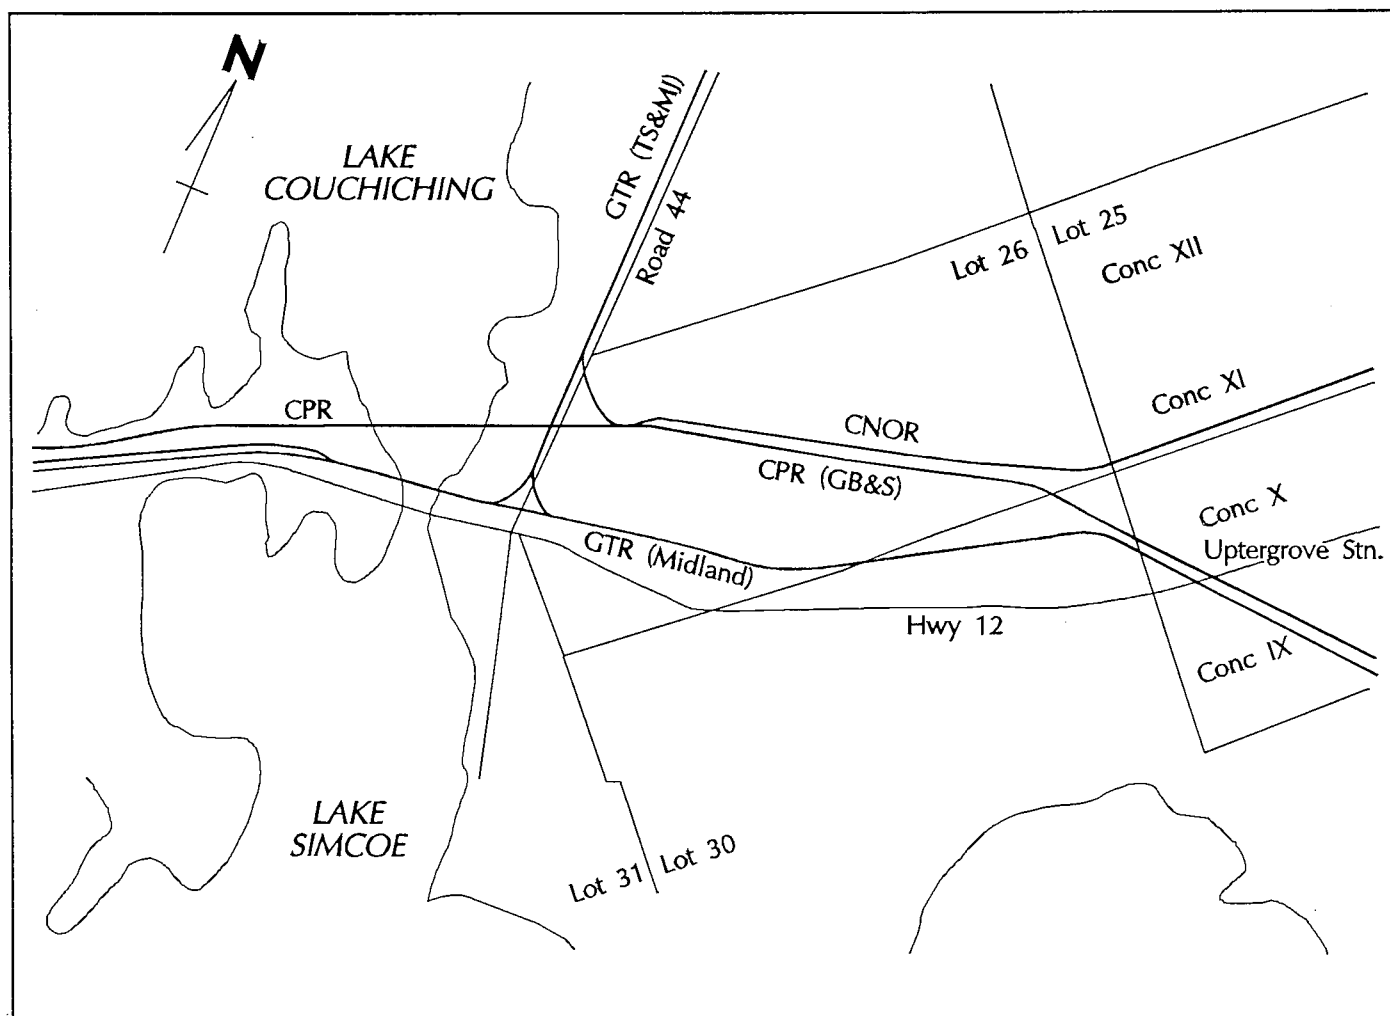 N
LAKE
COUCHICHING
GTR (TS&MJ)
Road 44
Lot 26
Lot 25
Conc XII
CPR
CNOR
Conc XI
CPR (GB&S)
Conc X
GTR (Midland)
Uptergrove Stn.
Hwy 12
Conc IX
LAKE
SIMCOE
Lot 31
Lot 30